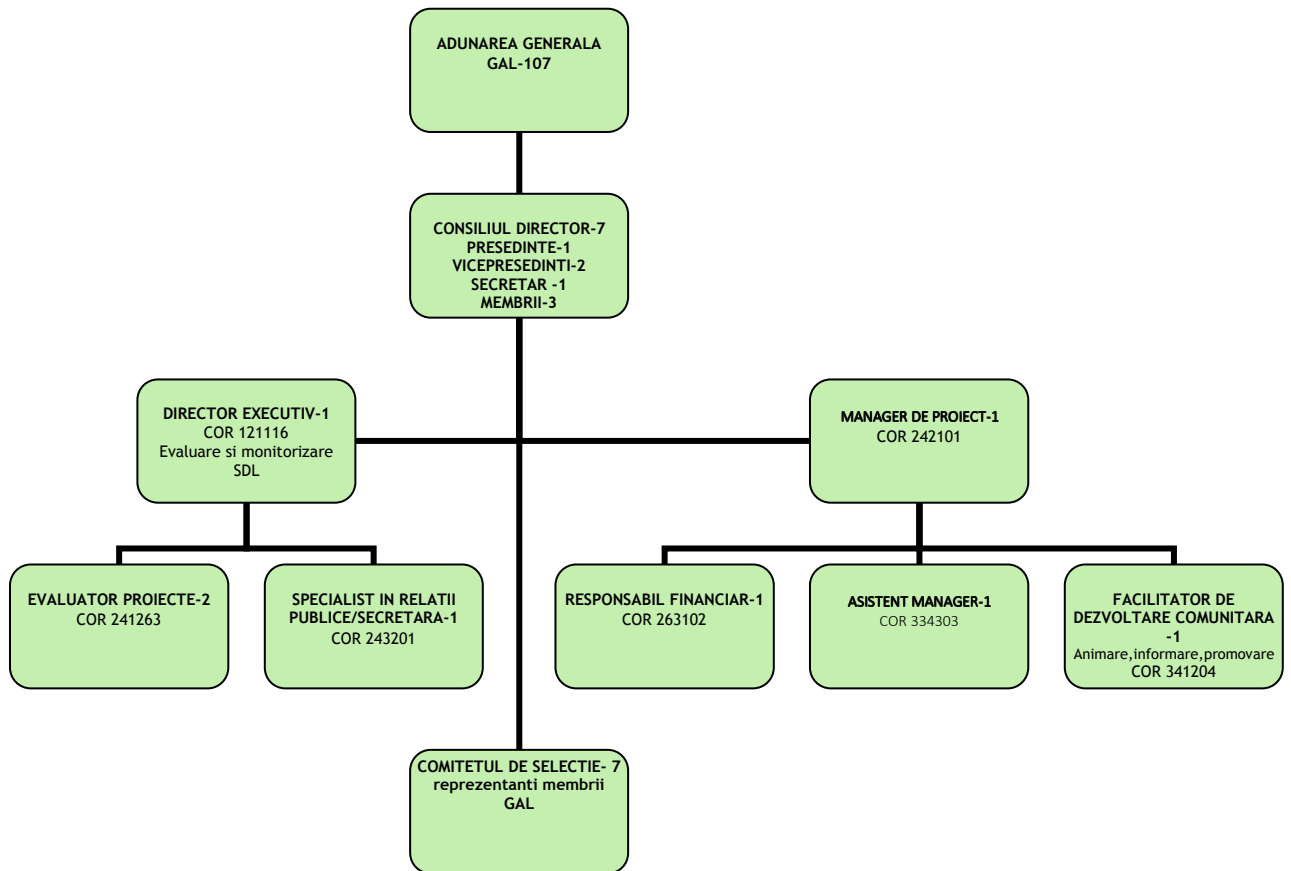 ADUNAREA GENERALA
GAL-107
CONSILIUL DIRECTOR-7
PRESEDINTE-1
VICEPRESEDINTI-2
SECRETAR -1
MEMBRII-3
DIRECTOR EXECUTIV-1
COR 121116
Evaluare si monitorizare
SDL
MANAGER DE PROIECT-1
COR 242101
EVALUATOR PROIECTE-2
COR 241263
SPECIALIST IN RELATII
PUBLICE/SECRETARA-1
COR 243201
RESPONSABIL FINANCIAR-1
COR 263102
ASISTENT MANAGER-1
COR 334303
FACILITATOR DE
DEZVOLTARE COMUNITARA
-1
Animare,informare,promovare
COR 341204
COMITETUL DE SELECTIE- 7
reprezentanti membrii
GAL